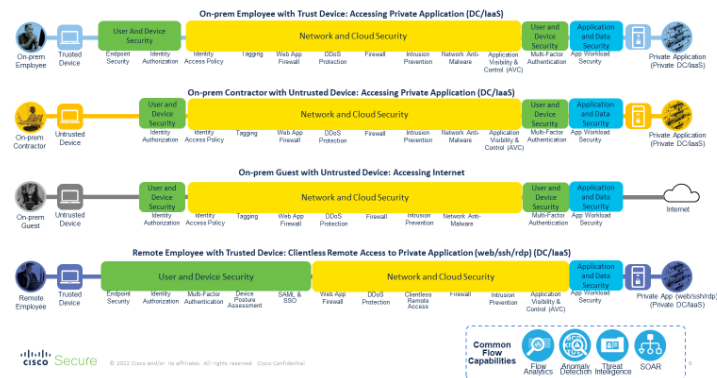 On-prem Employee with Trust Device: Accessing Private Application (DC/IaaS)
User And Device
Security
Network and Cloud Security
User and
Device
Security
Application
and Data
Security
On-prem
Employee
Trusted
Device
Endpoint
Security
Identity
Authorization
Identity
Access Policy
Tagging
Web App
Firewall
DDoS
Protection
Firewall
Intrusion
Prevention
Network Anti-
Malware
Application
Visibility &
Control (AVC)
Multi-Factor
Authentication
App Workload
Security
Private Application
(Private DC/IaaS)
On-prem Contractor with Untrusted Device: Accessing Private Application (DC/IaaS)
User and
Device
Security
Network and Cloud Security
User and
Device
Security
Application
and Data
Security
On-prem
Contractor
Untrusted
Device
Identity
Authorization
Identity
Access Policy
Tagging
Web App
Firewall
DDoS
Protection
Firewall
Intrusion
Prevention
Network Anti-
Malware
Application
Visibility &
Control (AVC)
Multi-Factor
Authentication
App Workload
Security
Private Application
(Private DC/IaaS)
On-prem Guest with Untrusted Device: Accessing Internet
User and
Device
Security
Network and Cloud Security
User and
Device
Security
Application
and Data
Security
On-prem
Guest
Untrusted
Device
Identity
Authorization
Identity
Access Policy
Tagging
Web App
Firewall
DDoS
Protection
Firewall
Intrusion
Prevention
Network Anti-
Malware
Multi-Factor
Authentication
App Workload
Security
Internet
Remote Employee with Trusted Device: Clientless Remote Access to Private Application (web/ssh/rdp) (DC/IaaS)
User and Device Security
Network and Cloud Security
Application
and Data
Security
Remote
Employee
Trusted
Device
Endpoint
Security
Identity
Authorization
Multi-Factor
Authentication
Device
Posture
Assessment
SAML &
SSO
Web App
Firewall
DDoS
Protection
Clientless
Remote
Access
Firewall
Intrusion
Prevention
Application
Visibility &
Control (AVC)
App Workload
Security
Private App (web/ssh/rdp)
(Private DC/IaaS)
Common
Flow
Capabilities
Flow
Analytics
Anomaly
Detection
Threat
Intelligence
SOAR
cisco Secure
© 2022 Cisco and/or its affiliates. All rights reserved. Cisco Confidential
9